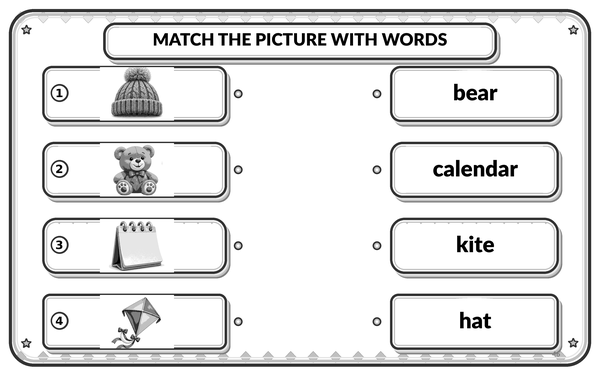 MATCH THE PICTURE WITH WORDS
1
bear
2
calendar
3
kite
4
hat